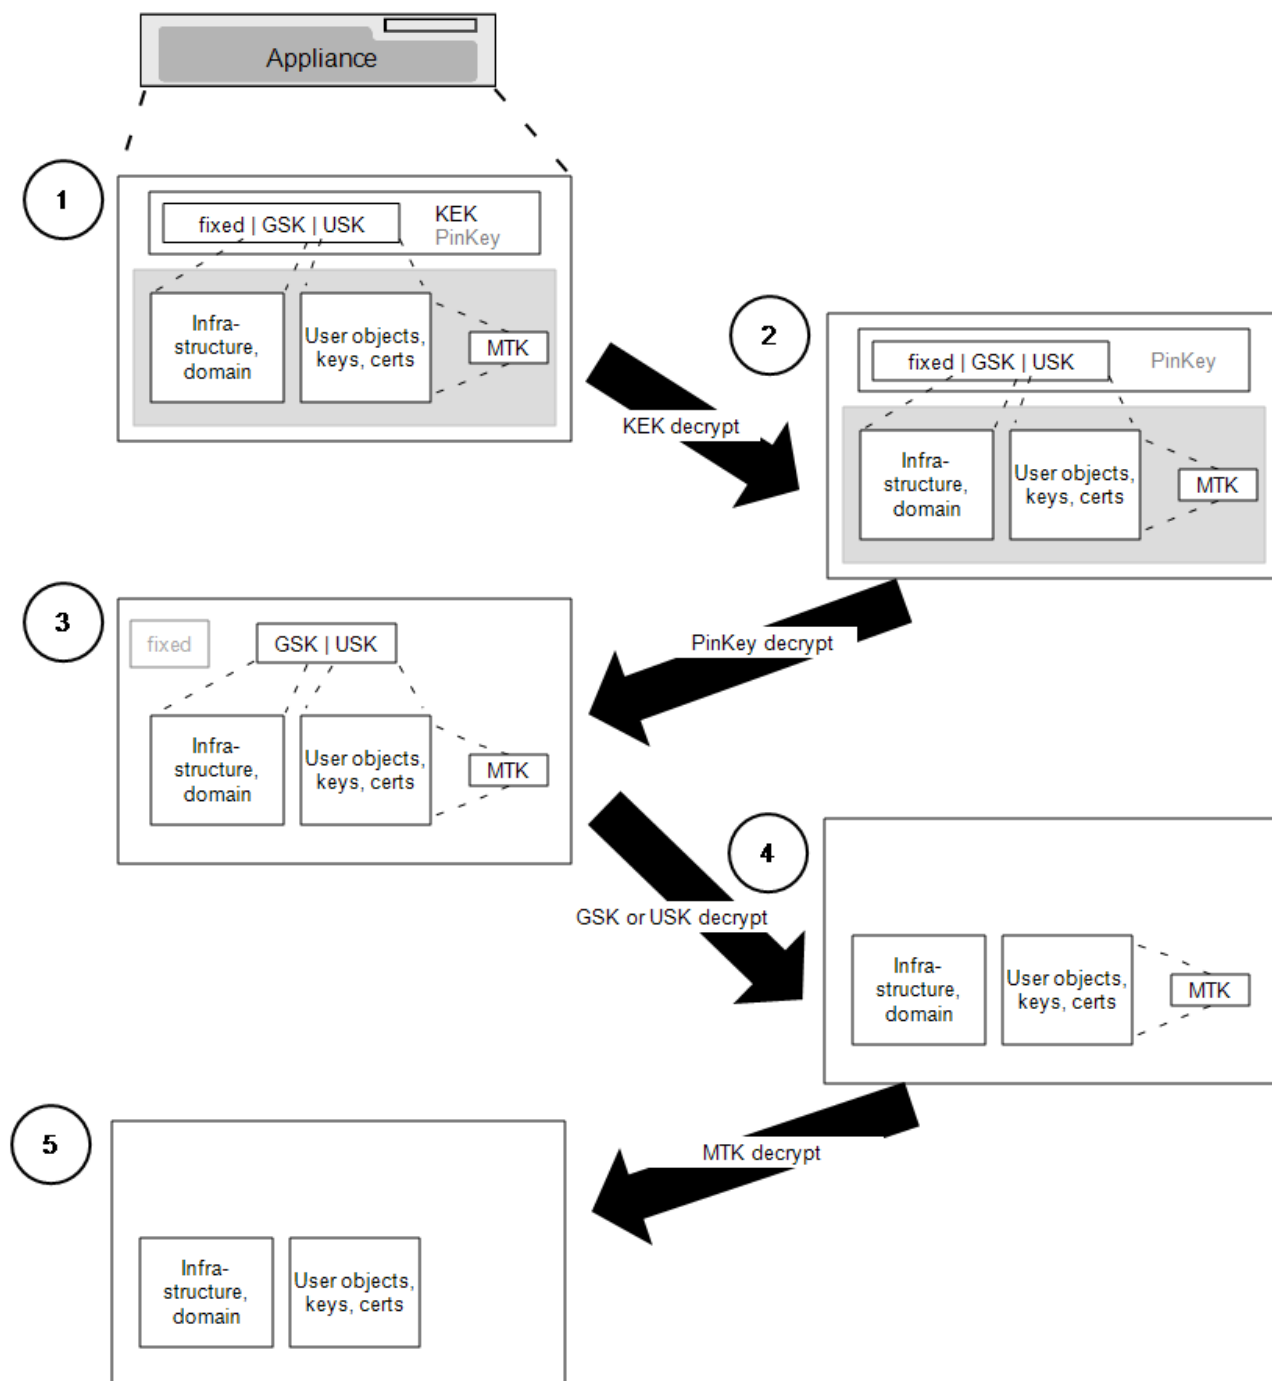 Appliance
1
fixed | GSK | USK
KEK
PinKey
Infra-
structure,
domain
User objects,
keys, certs
MTK
KEK decrypt
2
fixed | GSK | USK
PinKey
Infra-
structure,
domain
User objects,
keys, certs
MTK
PinKey decrypt
3
fixed
GSK | USK
Infra-
structure,
domain
User objects,
keys, certs
MTK
GSK or USK decrypt
4
Infra-
structure,
domain
User objects,
keys, certs
MTK
MTK decrypt
5
Infra-
structure,
domain
User objects,
keys, certs